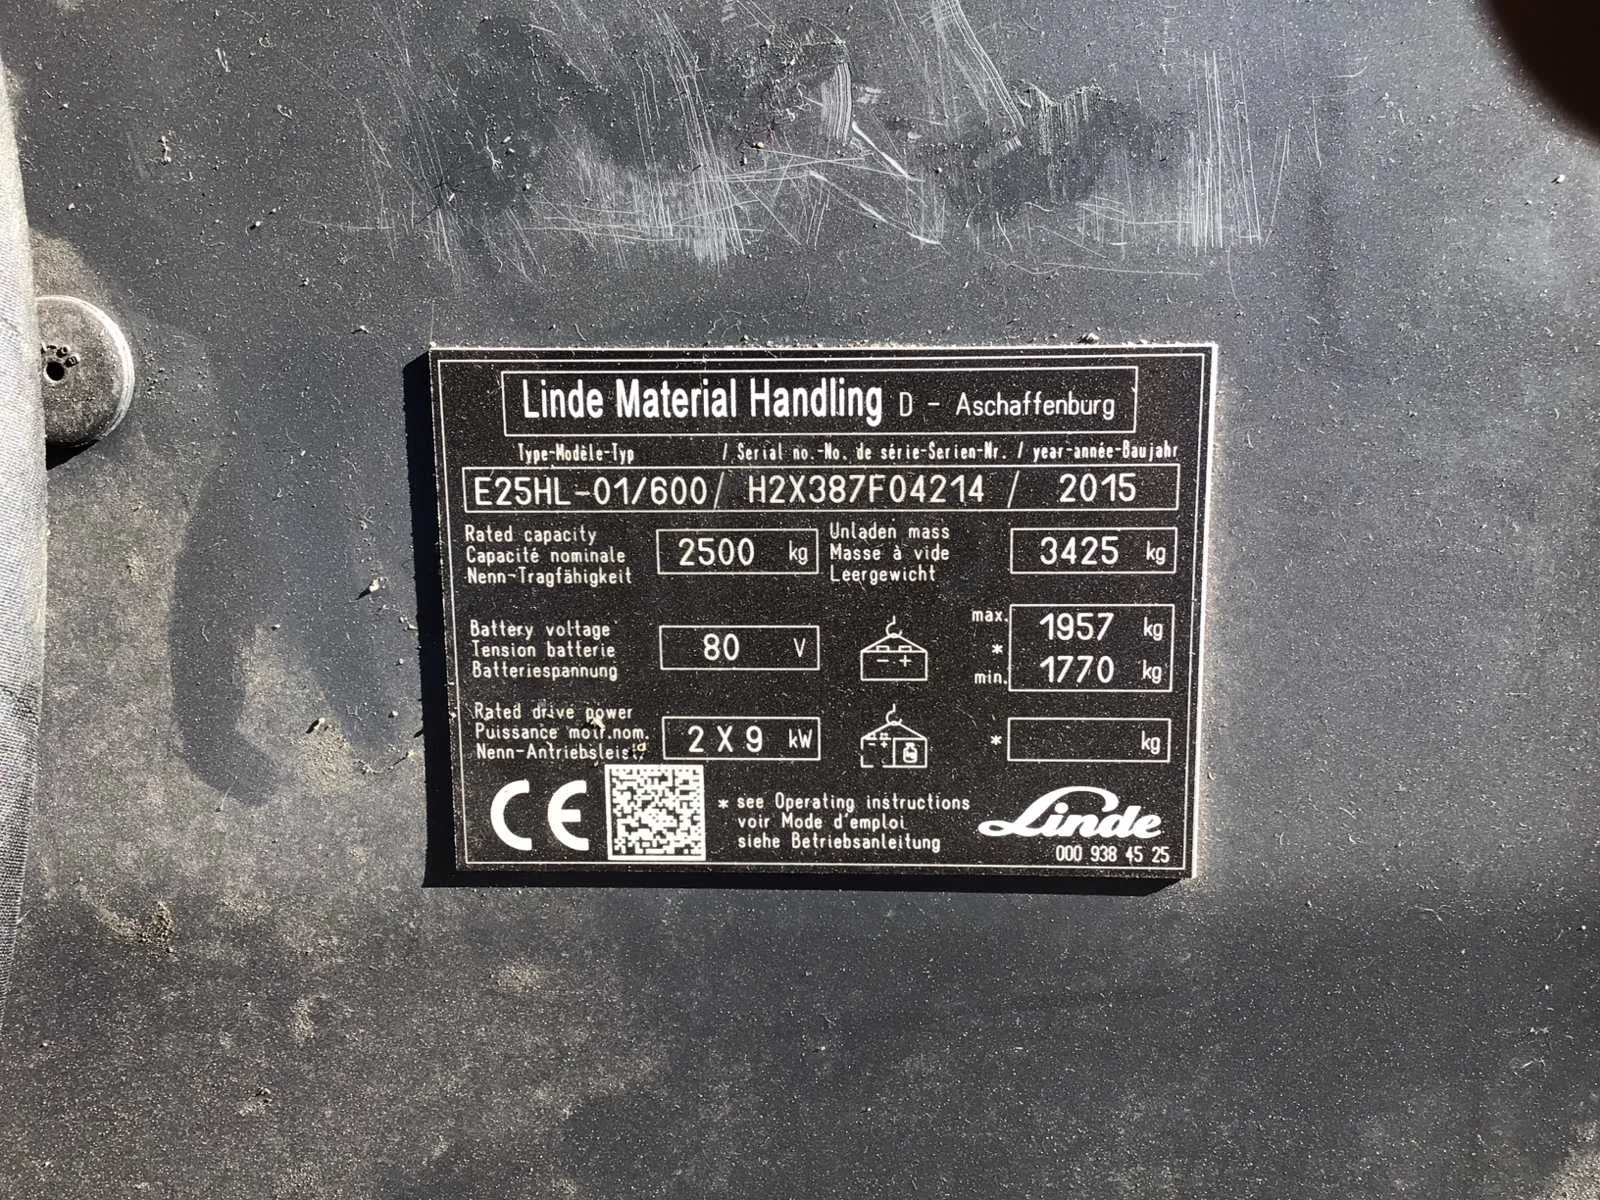 Linde Material Handling D - Aschaffenburg
Type-Modèle-Typ / Serial no.-No. de série-Serien-Nr. / year-année-Baujahr
E25HL-01/600 / H2X387F04214 / 2015
Rated capacity
Capacité nominale
Nenn-Tragfähigkeit
2500 kg
Unladen mass
Masse à vide
Leergewicht
3425 kg
Battery voltage
Tension batterie
Batteriespannung
80 V
- +
max. 1957 kg
*
min. 1770 kg
Rated drive power
Puissance motr.nom.
Nenn-Antriebsleistg
2 X 9 kW
- +
* kg
CE
* see Operating instructions
voir Mode d'emploi
siehe Betriebsanleitung
Linde
000 938 45 25